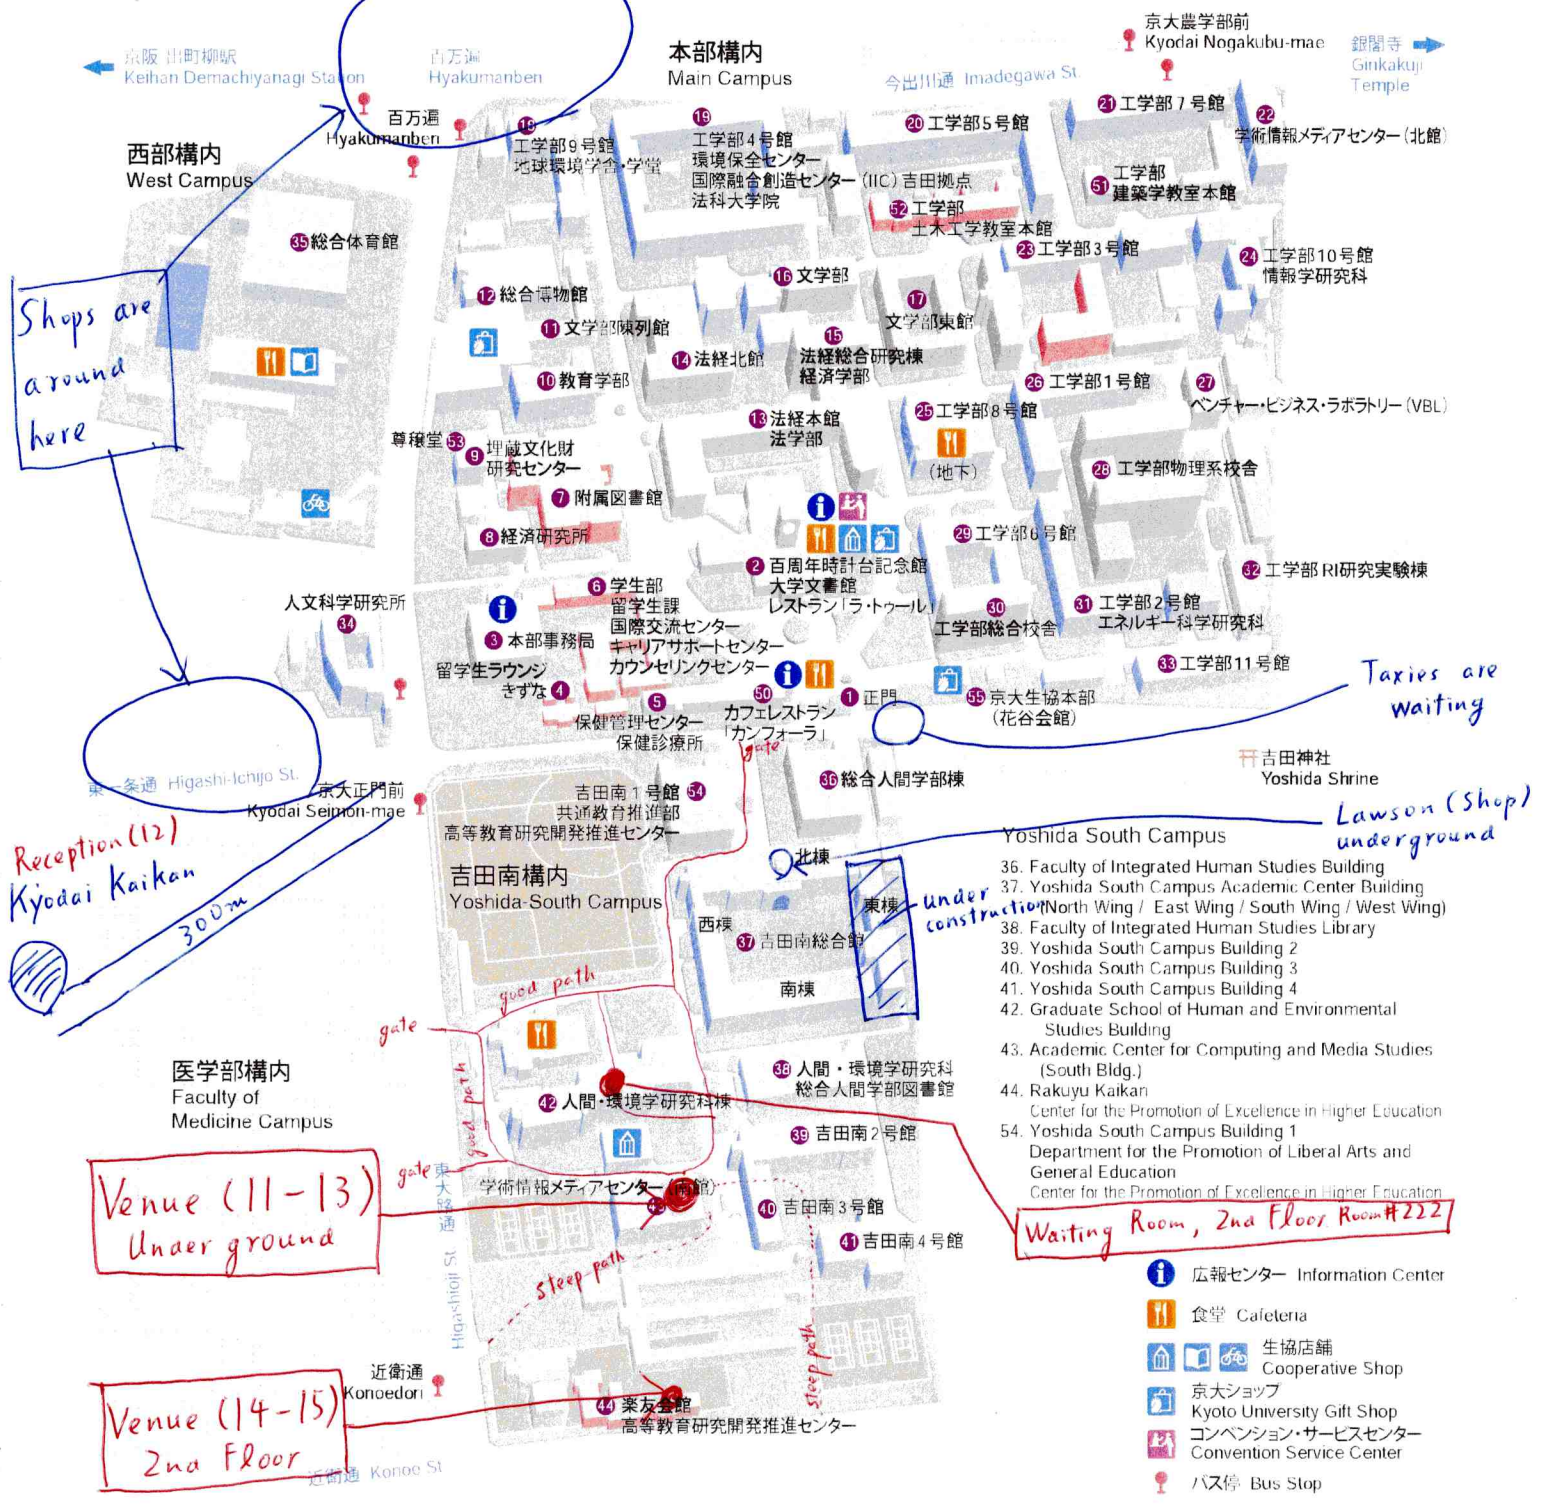 京阪 出町柳駅
Keihan Demachiyanagi Station
百万遍
Hyakumanben
本部構内
Main Campus
今出川通 Imadegawa St.
京大農学部前
Kyodai Nogakubu-mae
銀閣寺
Ginkakuji
Temple
百万遍
Hyakumanben
西部構内
West Campus
35 総合体育館
工学部9号館
地球環境学舎・学堂
19
工学部4号館
環境保全センター
国際融合創造センター(IIC)吉田拠点
法科大学院
20 工学部5号館
21 工学部7号館
22
学術情報メディアセンター(北館)
51 工学部
建築学教室本館
52 工学部
土木工学教室本館
23 工学部3号館
24 工学部10号館
情報学研究科
12 総合博物館
11 文学部陳列館
16 文学部
17
文学部東館
15
法経総合研究棟
経済学部
14 法経北館
10 教育学部
26 工学部1号館
27
ベンチャー・ビジネス・ラボラトリー(VBL)
13 法経本館
法学部
25 工学部8号館
(地下)
尊攘堂 53
9 埋蔵文化財
研究センター
7 附属図書館
8 経済研究所
28 工学部物理系校舎
29 工学部6号館
2 百周年時計台記念館
大学文書館
レストラン「ラ・トゥール」
6 学生部
留学生課
国際交流センター
キャリアサポートセンター
カウンセリングセンター
3 本部事務局
留学生ラウンジ
きずな 4
5
保健管理センター
保健診療所
50
カフェレストラン
「カンフォーラ」
1 正門
30
工学部総合校舎
31 工学部2号館
エネルギー科学研究科
32 工学部RI研究実験棟
33 工学部11号館
55 京大生協本部
(花谷会館)
人文科学研究所
34
Shops are
around
here
Taxies are
waiting
吉田神社
Yoshida Shrine
東一条通 Higashi-Ichijo St.
京大正門前
Kyodai Seimon-mae
gate
吉田南1号館 54
共通教育推進部
高等教育研究開発推進センター
36 総合人間学部棟
Lawson (Shop)
underground
Reception(12)
Kyodai Kaikan
300m
吉田南構内
Yoshida-South Campus
北棟
西棟
東棟
37 吉田南総合館
南棟
under
construction
Yoshida South Campus
36. Faculty of Integrated Human Studies Building
37. Yoshida South Campus Academic Center Building
(North Wing / East Wing / South Wing / West Wing)
38. Faculty of Integrated Human Studies Library
39. Yoshida South Campus Building 2
40. Yoshida South Campus Building 3
41. Yoshida South Campus Building 4
42. Graduate School of Human and Environmental
Studies Building
43. Academic Center for Computing and Media Studies
(South Bldg.)
44. Rakuyu Kaikan
Center for the Promotion of Excellence in Higher Education
54. Yoshida South Campus Building 1
Department for the Promotion of Liberal Arts and
General Education
Center for the Promotion of Excellence in Higher Education
good path
gate
good path
gate
医学部構内
Faculty of
Medicine Campus
38 人間・環境学研究科
総合人間学部図書館
42 人間・環境学研究科棟
39 吉田南2号館
学術情報メディアセンター(南館)
43
40 吉田南3号館
41 吉田南4号館
Venue (11-13)
Underground
Waiting Room, 2nd Floor Room#222
東大路通
Higashioji St
steep path
steep path
近衛通
Konoedori
Venue (14-15)
2nd Floor
44 楽友会館
高等教育研究開発推進センター
近衛通 Konoe St
広報センター Information Center
食堂 Cafeteria
生協店舗
Cooperative Shop
京大ショップ
Kyoto University Gift Shop
コンベンション・サービスセンター
Convention Service Center
バス停 Bus Stop